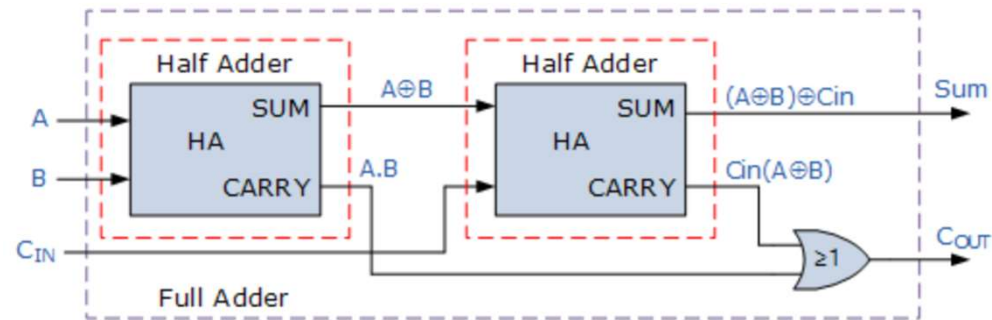 Half Adder
Half Adder
A⊕B
(A⊕B)⊕Cin
Sum
SUM
SUM
A
HA
HA
B
A.B
Cin(A⊕B)
CARRY
CARRY
CIN
COUT
≥1
Full Adder